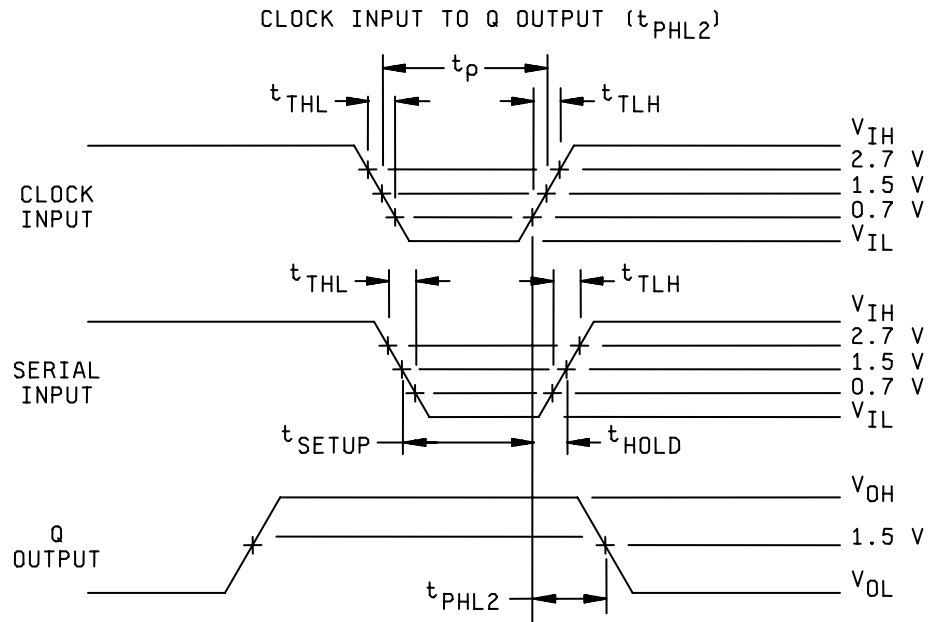 CLOCK INPUT TO Q OUTPUT (tPHL2)
tρ
tTHL
tTLH
VIH
2.7 V
1.5 V
0.7 V
VIL
CLOCK
INPUT
tTHL
tTLH
VIH
2.7 V
1.5 V
0.7 V
VIL
SERIAL
INPUT
tSETUP
tHOLD
VOH
1.5 V
VOL
Q
OUTPUT
tPHL2